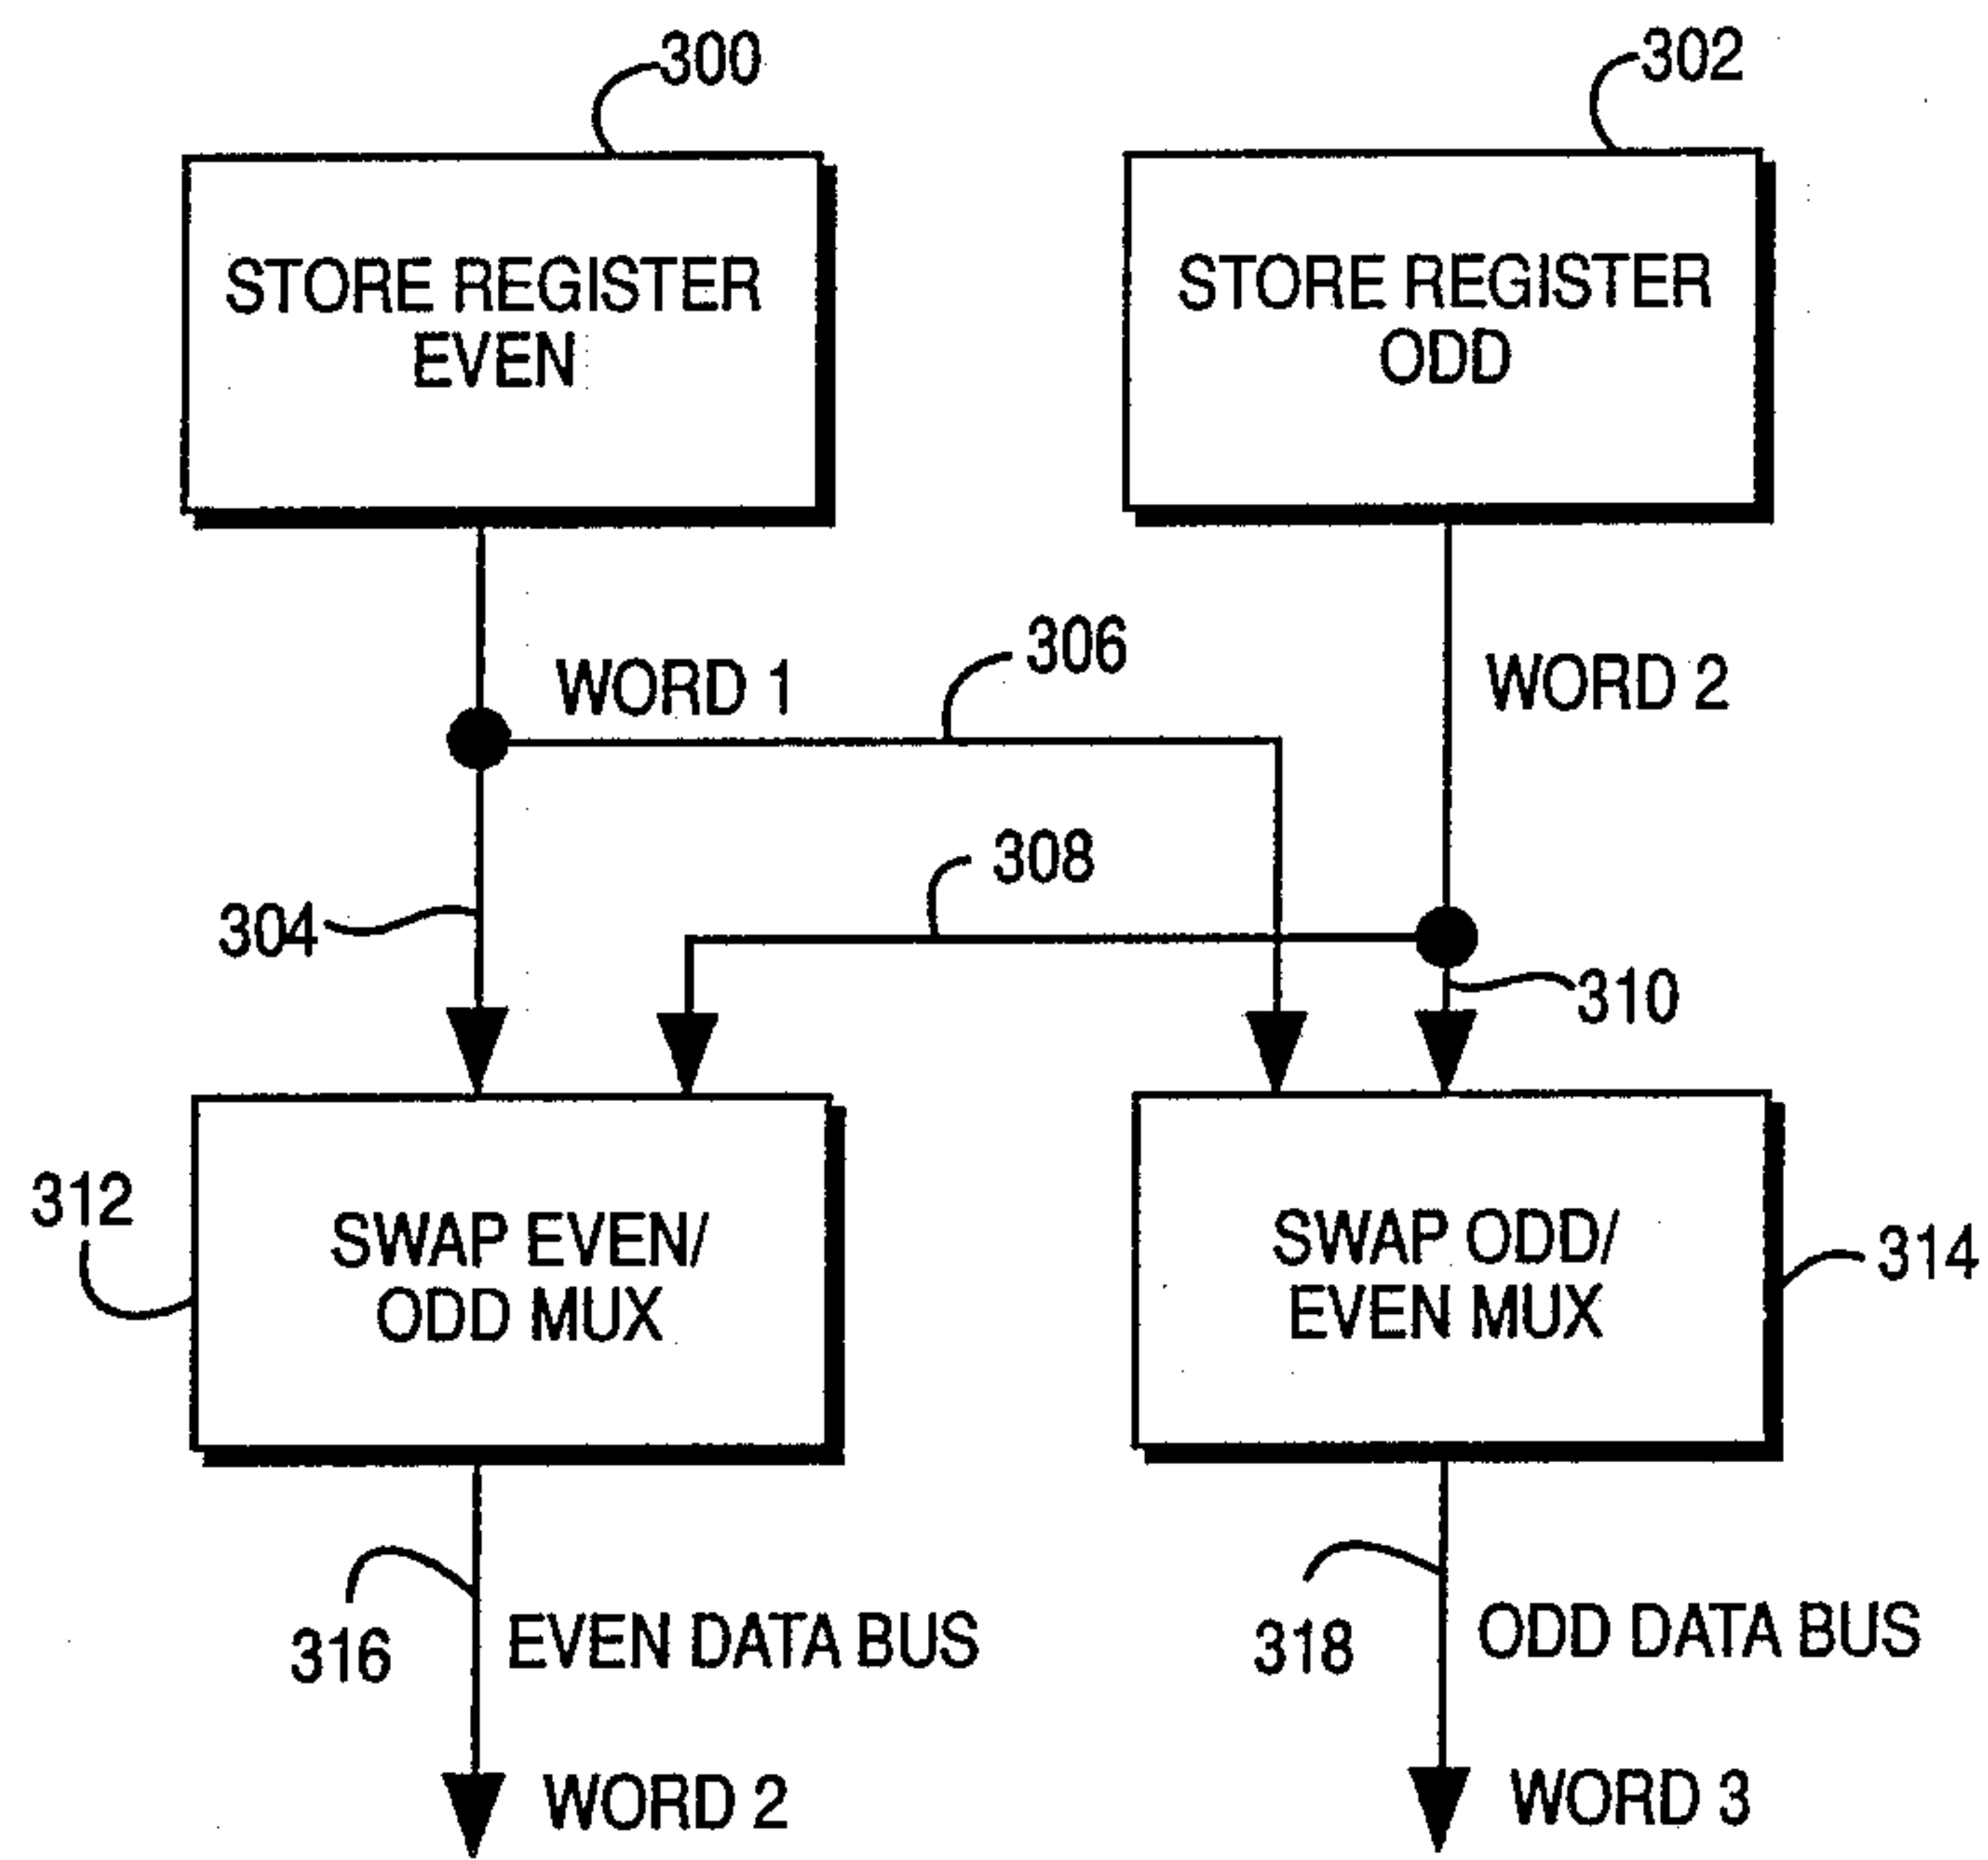 300
302
STORE REGISTER
EVEN
STORE REGISTER
ODD
306
WORD 1
WORD 2
308
304
310
312
SWAP EVEN/
ODD MUX
SWAP ODD/
EVEN MUX
314
316
EVEN DATA BUS
318
ODD DATA BUS
WORD 2
WORD 3